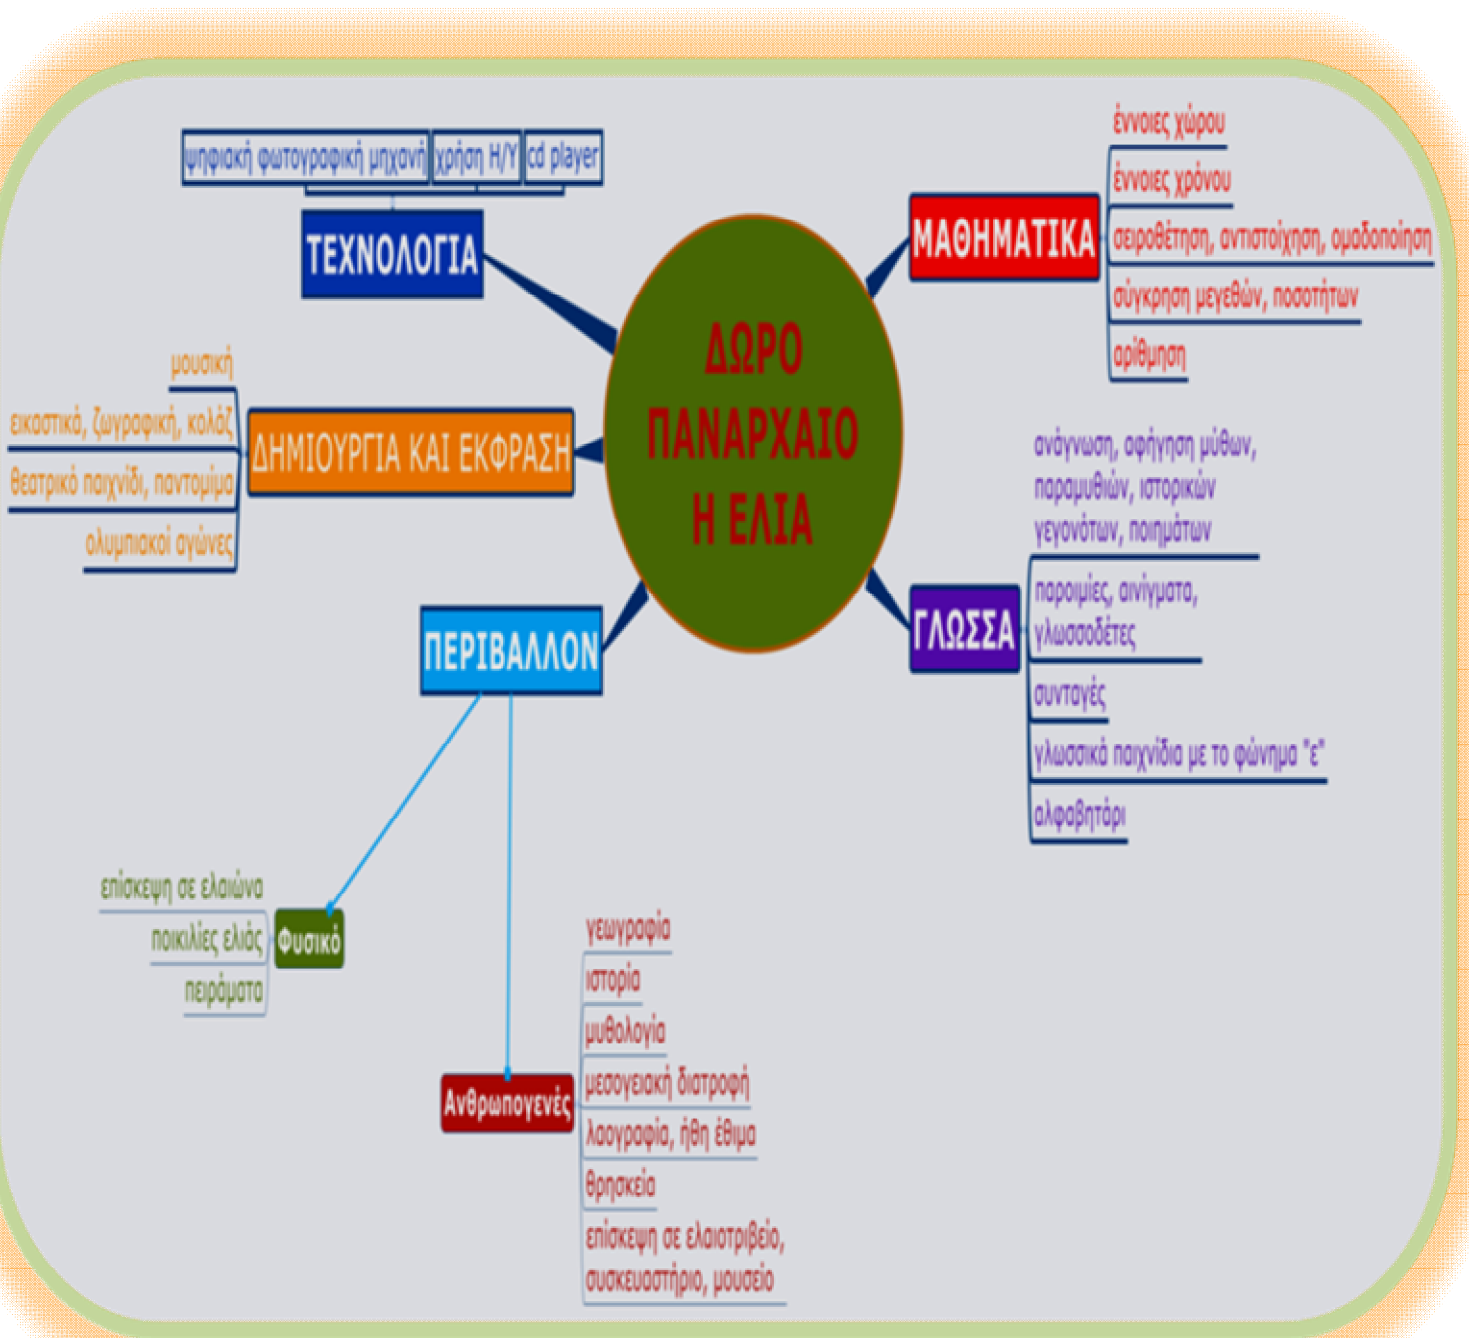 ΔΩΡΟ
ΠΑΝΑΡΧΑΙΟ
Η ΕΛΙΑ
ψηφιακή φωτογραφική μηχανή
χρήση Η/Υ
cd player
ΤΕΧΝΟΛΟΓΙΑ
ΜΑΘΗΜΑΤΙΚΑ
έννοιες χώρου
έννοιες χρόνου
σειροθέτηση, αντιστοίχηση, ομαδοποίηση
σύγκρηση μεγεθών, ποσοτήτων
αρίθμηση
μουσική
εικαστικά, ζωγραφική, κολάζ
θεατρικό παιχνίδι, παντομίμα
ολυμπιακοί αγώνες
ΔΗΜΙΟΥΡΓΙΑ ΚΑΙ ΕΚΦΡΑΣΗ
ΓΛΩΣΣΑ
ανάγνωση, αφήγηση μύθων,
παραμυθιών, ιστορικών
γεγονότων, ποιημάτων
παροιμίες, αινίγματα,
γλωσσοδέτες
συνταγές
γλωσσικά παιχνίδια με το φώνημα "ε"
αλφαβητάρι
ΠΕΡΙΒΑΛΛΟΝ
επίσκεψη σε ελαιώνα
ποικιλίες ελιάς
πειράματα
Φυσικό
Ανθρωπογενές
γεωγραφία
ιστορία
μυθολογία
μεσογειακή διατροφή
λαογραφία, ήθη έθιμα
θρησκεία
επίσκεψη σε ελαιοτριβείο,
συσκευαστήριο, μουσείο